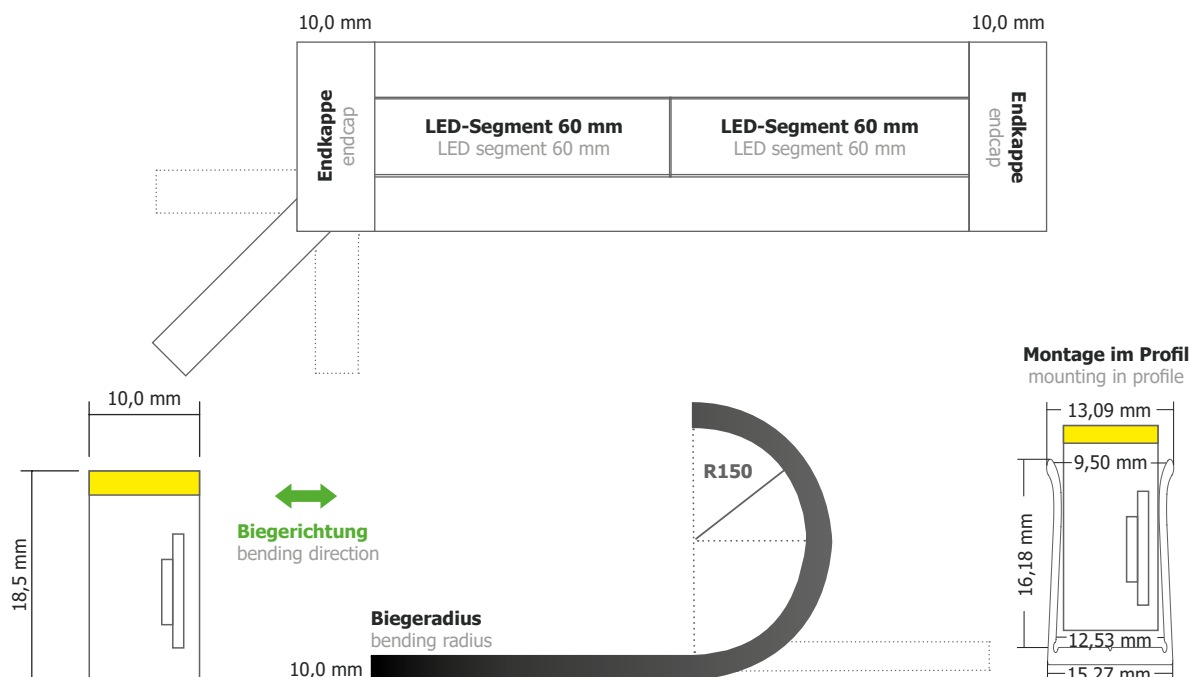 10,0 mm
10,0 mm
Endkappe
endcap
LED-Segment 60 mm
LED segment 60 mm
LED-Segment 60 mm
LED segment 60 mm
Endkappe
endcap
Montage im Profil
mounting in profile
10,0 mm
13,09 mm
9,50 mm
R150
Biegerichtung
bending direction
18,5 mm
16,18 mm
Biegeradius
bending radius
12,53 mm
10,0 mm
15,27 mm